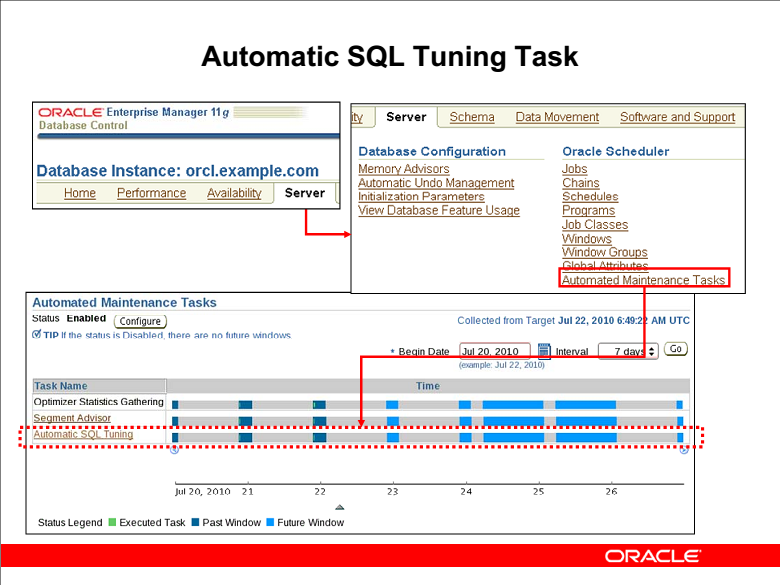 Automatic SQL Tuning Task
ORACLE Enterprise Manager 11g
Database Control
Database Instance: orcl.example.com
Home Performance Availability Server
ity Server Schema Data Movement Software and Support
Database Configuration
Memory Advisors
Automatic Undo Management
Initialization Parameters
View Database Feature Usage
Oracle Scheduler
Jobs
Chains
Schedules
Programs
Job Classes
Windows
Window Groups
Global Attributes
Automated Maintenance Tasks
Automated Maintenance Tasks
Status Enabled Configure
Collected from Target Jul 22, 2010 6:49:22 AM UTC
TIP If the status is Disabled, there are no future windows.
* Begin Date Jul 20, 2010 Interval 7 days Go
(example: Jul 22, 2010)
Task Name Time
Optimizer Statistics Gathering
Segment Advisor
Automatic SQL Tuning
Jul 20, 2010 21 22 23 24 25 26
Status Legend Executed Task Past Window Future Window
ORACLE